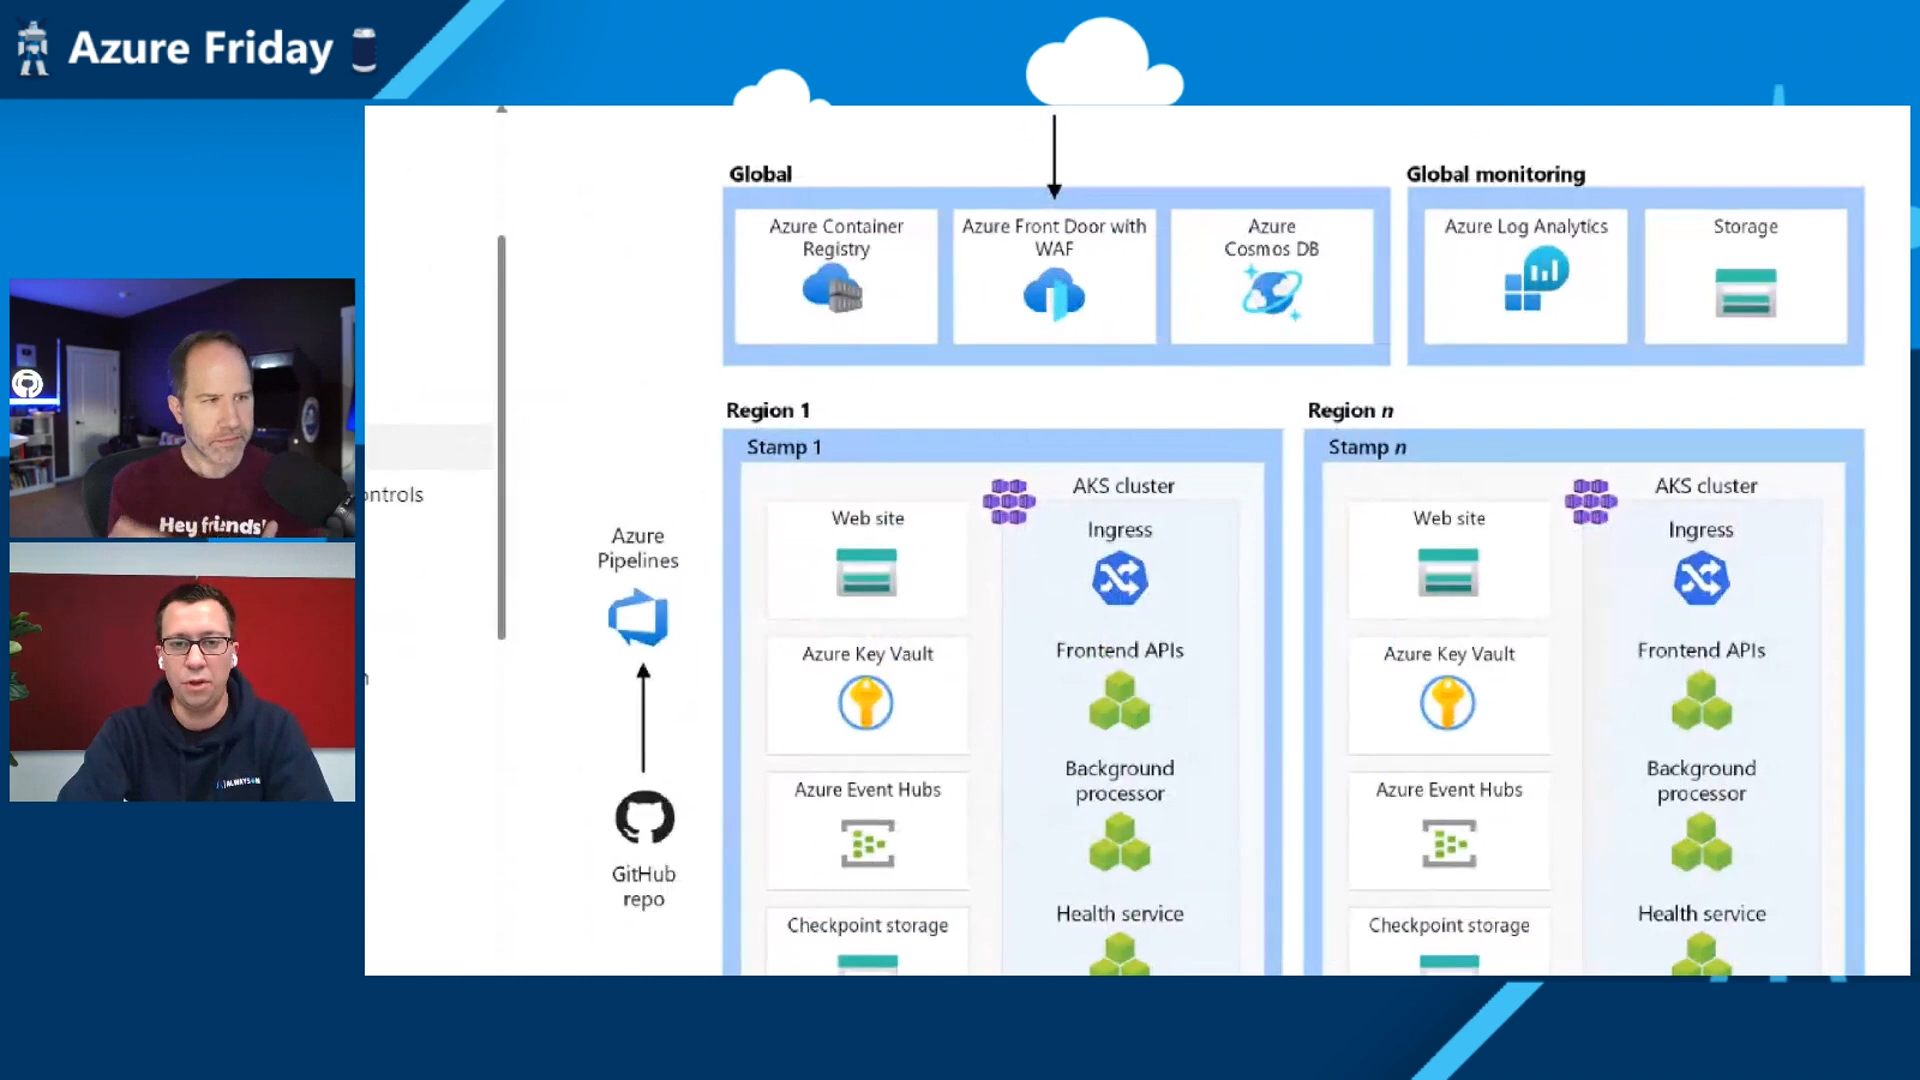 Azure Friday
Hey friends!
ALWAYSON
ontrols
Azure
Pipelines
GitHub
repo
Global
Azure Container
Registry
Azure Front Door with
WAF
Azure
Cosmos DB
Global monitoring
Azure Log Analytics
Storage
Region 1
Stamp 1
Web site
Azure Key Vault
Azure Event Hubs
Checkpoint storage
AKS cluster
Ingress
Frontend APIs
Background
processor
Health service
Region n
Stamp n
Web site
Azure Key Vault
Azure Event Hubs
Checkpoint storage
AKS cluster
Ingress
Frontend APIs
Background
processor
Health service